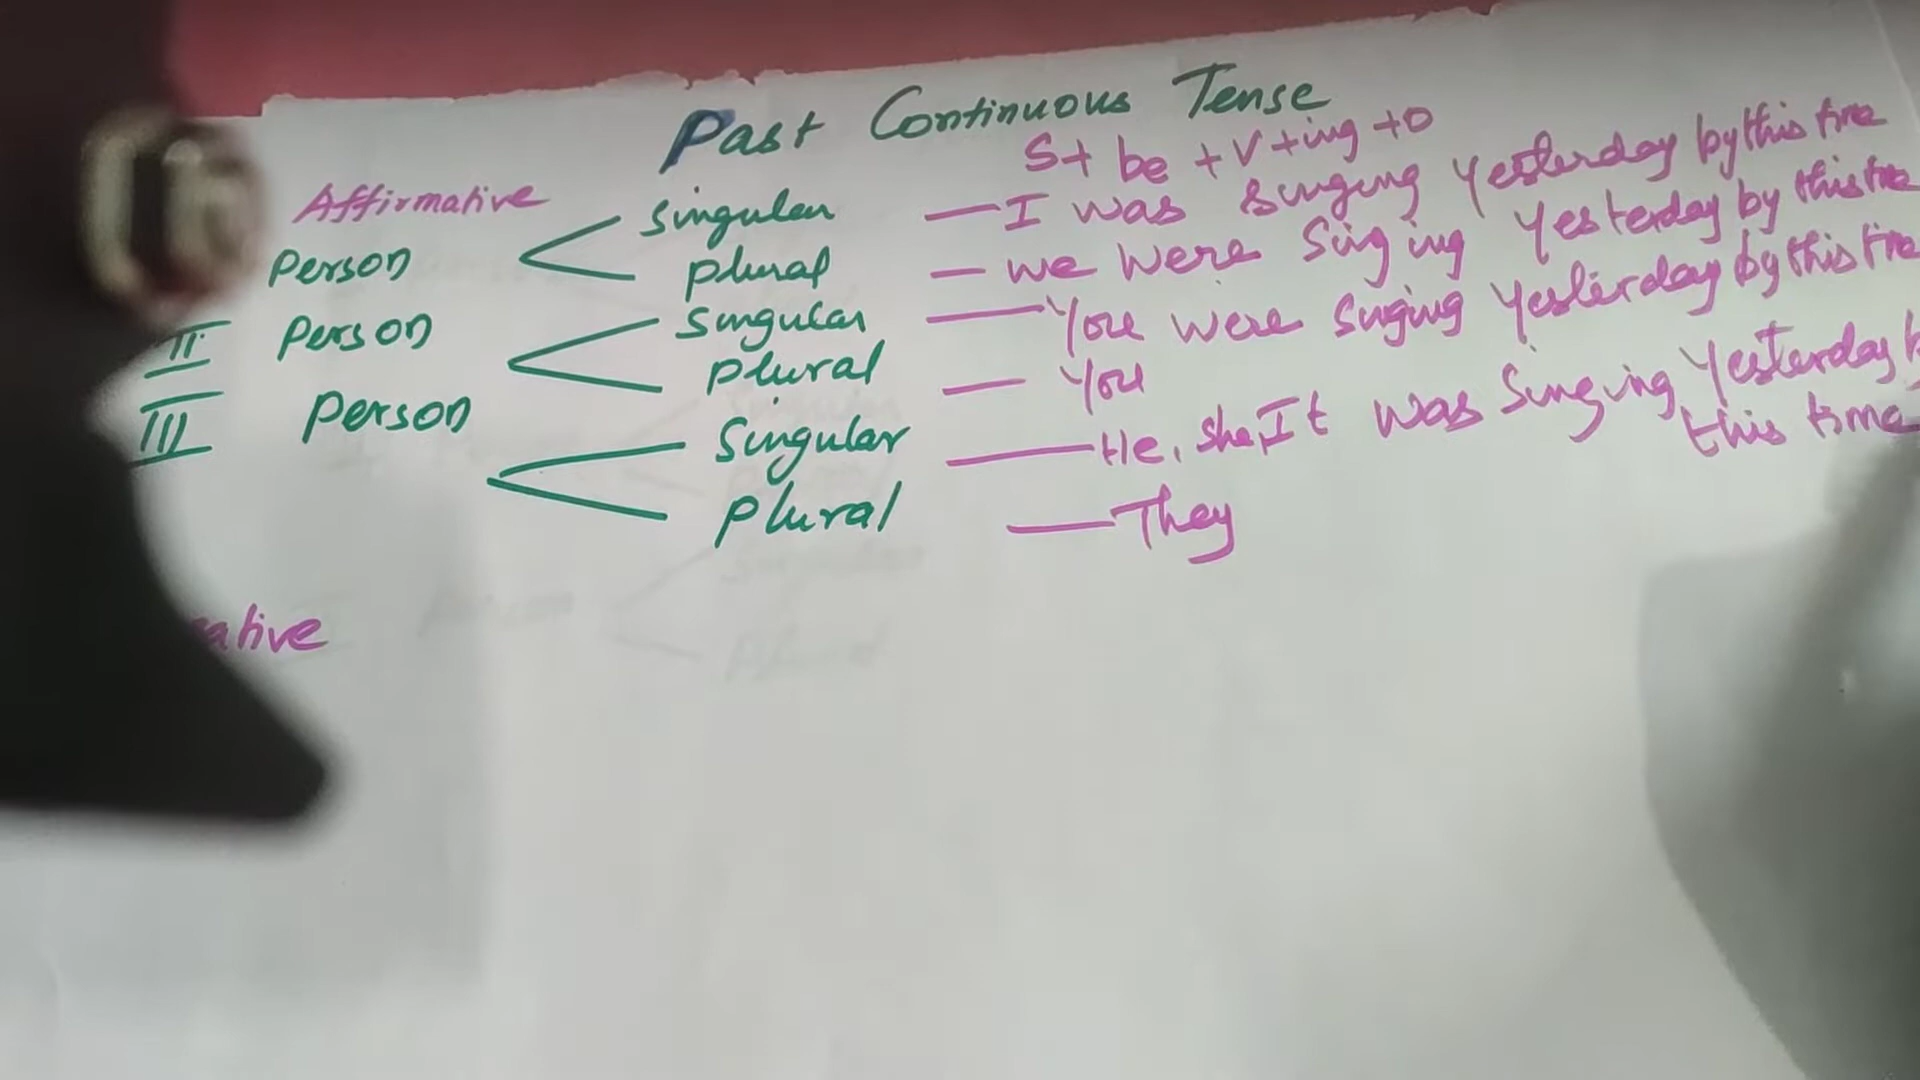 Past Continuous Tense
S+ be +V+ing+O
Affirmative
Person
Singular — I was singing yesterday by this time
plural — we were singing yesterday by this time
II Person
Singular — You were singing yesterday by this time
plural — You
III Person
Singular — He, she, It was singing yesterday
this time
plural — They